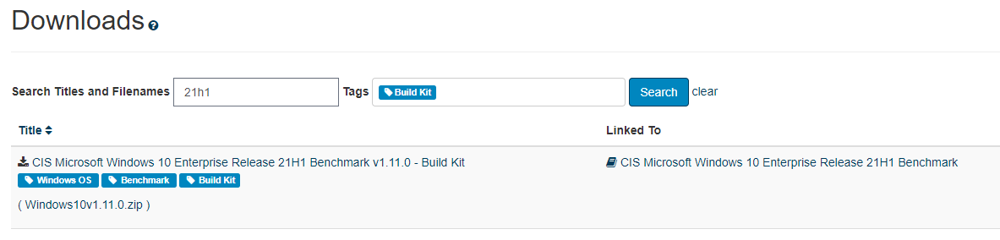 Downloads
Search Titles and Filenames 21h1 Tags Build Kit Search clear
Title Linked To
CIS Microsoft Windows 10 Enterprise Release 21H1 Benchmark v1.11.0 - Build Kit CIS Microsoft Windows 10 Enterprise Release 21H1 Benchmark
Windows OS Benchmark Build Kit
( Windows10v1.11.0.zip )